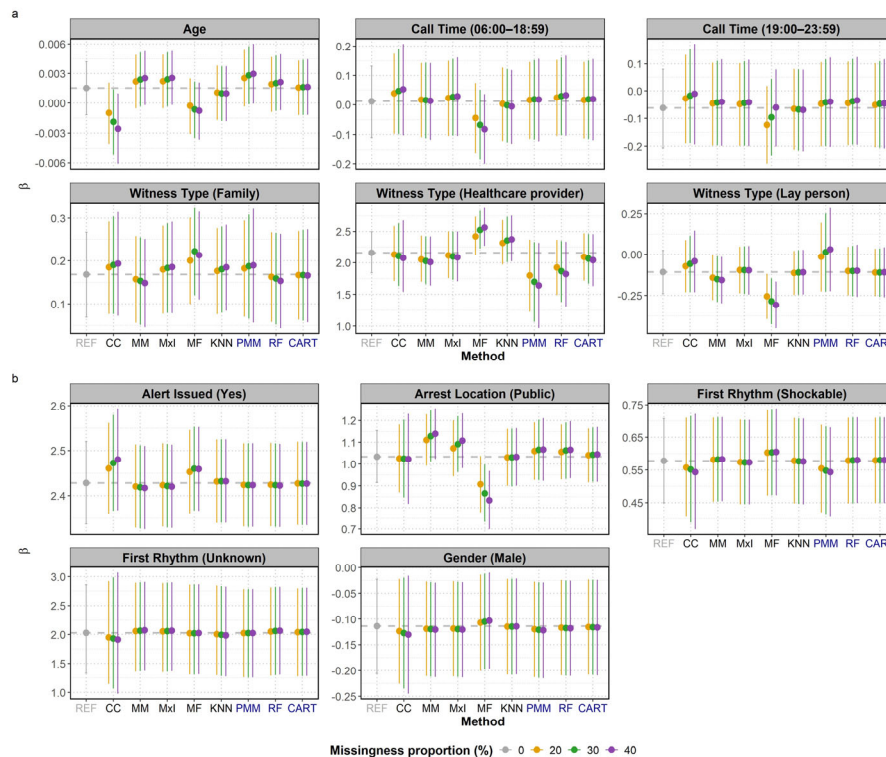 a
Age
Call Time (06:00–18:59)
Call Time (19:00–23:59)
0.006
0.003
0.000
-0.003
-0.006
0.2
0.1
0.0
-0.1
-0.2
0.1
0.0
-0.1
-0.2
β
Witness Type (Family)
Witness Type (Healthcare provider)
Witness Type (Lay person)
0.3
0.2
0.1
2.5
2.0
1.5
1.0
0.25
0.00
-0.25
REF CC MM MxI MF KNN PMM RF CART
REF CC MM MxI MF KNN PMM RF CART
REF CC MM MxI MF KNN PMM RF CART
Method
b
Alert Issued (Yes)
Arrest Location (Public)
First Rhythm (Shockable)
2.6
2.5
2.4
1.2
1.1
1.0
0.9
0.8
0.7
0.75
0.65
0.55
0.45
REF CC MM MxI MF KNN PMM RF CART
β
First Rhythm (Unknown)
Gender (Male)
3.0
2.5
2.0
1.5
1.0
0.00
-0.05
-0.10
-0.15
-0.20
-0.25
REF CC MM MxI MF KNN PMM RF CART
REF CC MM MxI MF KNN PMM RF CART
Method
Missingness proportion (%) 0 20 30 40